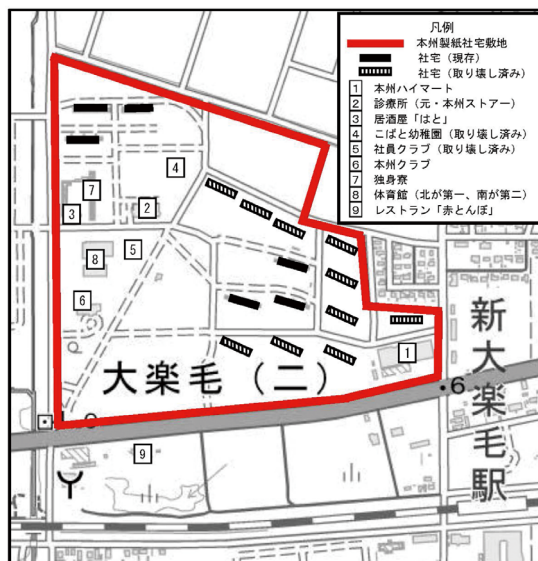 凡例
本州製紙社宅敷地
社宅（現存）
社宅（取り壊し済み）
1 本州ハイマート
2 診療所（元・本州ストアー）
3 居酒屋「はと」
4 こばと幼稚園（取り壊し済み）
5 社員クラブ（取り壊し済み）
6 本州クラブ
7 独身寮
8 体育館（北が第一、南が第二）
9 レストラン「赤とんぼ」
4
7
3
2
5
8
6
1
大楽毛（二）
6
9
新大楽毛駅